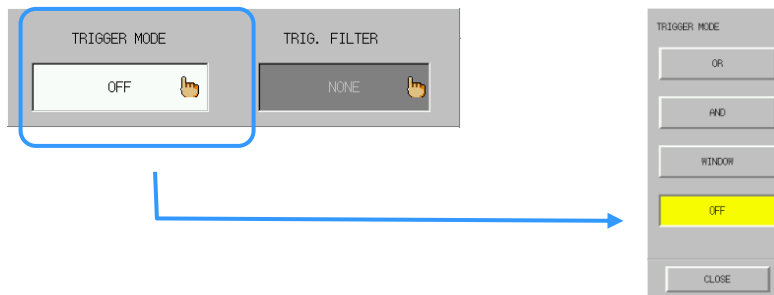 TRIGGER MODE
TRIG. FILTER
OFF
NONE
TRIGGER MODE
OR
AND
WINDOW
OFF
CLOSE